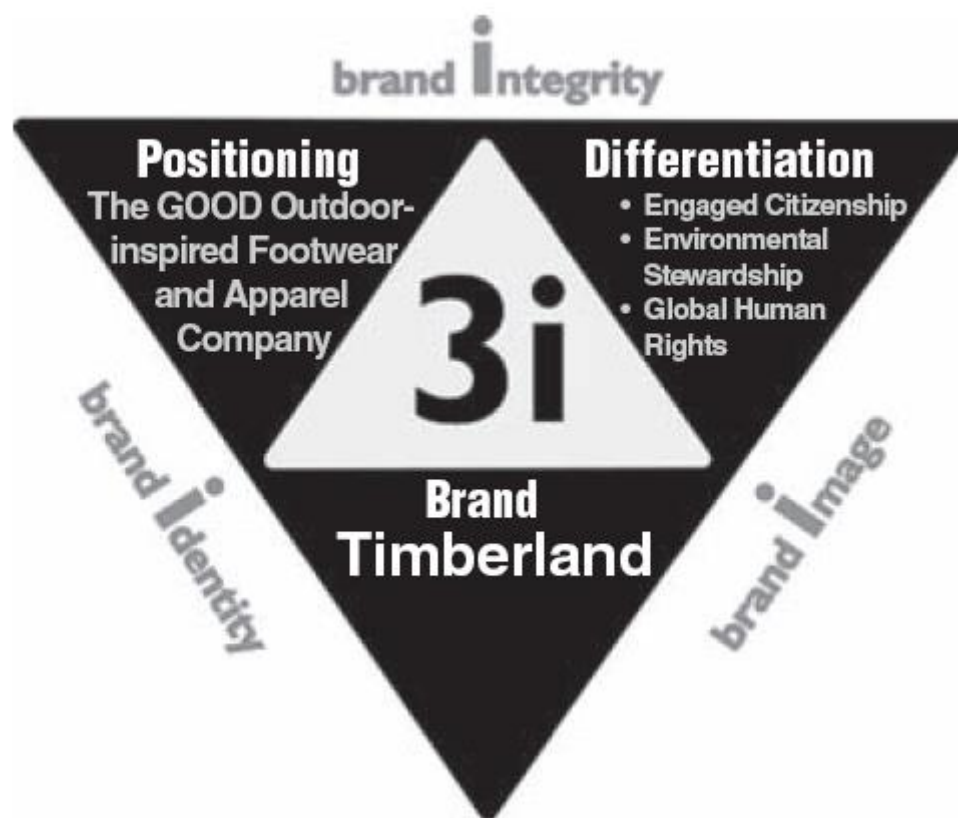 brand integrity
Positioning
The GOOD Outdoor-
inspired Footwear
and Apparel
Company
Differentiation
• Engaged Citizenship
• Environmental
Stewardship
• Global Human
Rights
3i
brand identity
brand image
Brand
Timberland